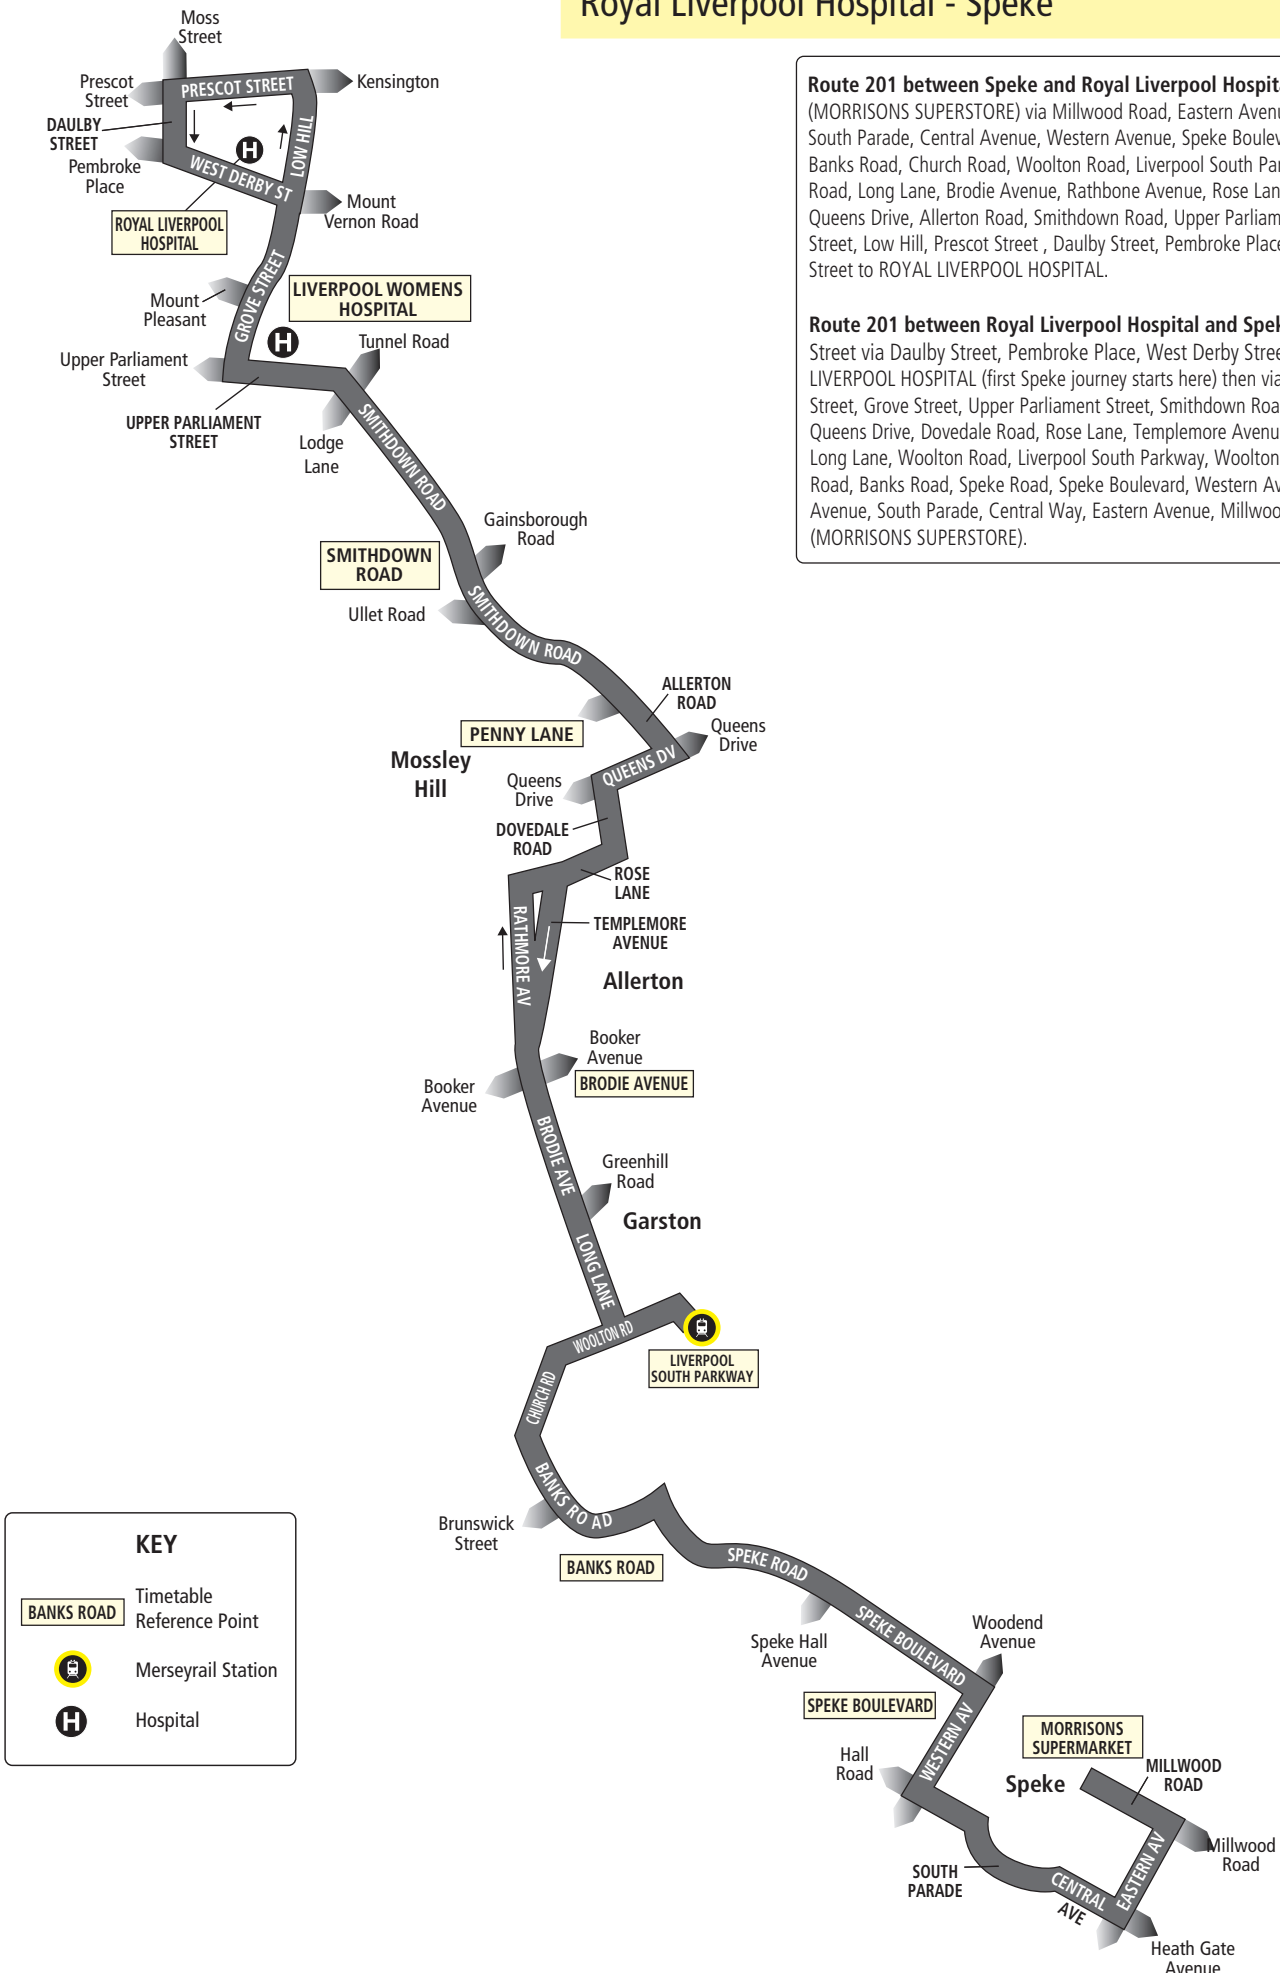 Royal Liverpool Hospital - Speke
Moss
Street
Prescot
Street
PRESCOT STREET
Kensington
DAULBY
STREET
LOW HILL
Pembroke
Place
H
WEST DERBY ST
Mount
Vernon Road
ROYAL LIVERPOOL
HOSPITAL
GROVE STREET
Mount
Pleasant
LIVERPOOL WOMENS
HOSPITAL
H
Tunnel Road
Upper Parliament
Street
UPPER PARLIAMENT
STREET
Lodge
Lane
SMITHDOWN ROAD
Gainsborough
Road
SMITHDOWN
ROAD
Ullet Road
SMITHDOWN ROAD
ALLERTON
ROAD
PENNY LANE
Queens
Drive
Mossley
Hill
QUEENS DV
Queens
Drive
DOVEDALE
ROAD
ROSE
LANE
RATHMORE AV
TEMPLEMORE
AVENUE
Allerton
Booker
Avenue
BRODIE AVENUE
Booker
Avenue
BRODIE AVE
Greenhill
Road
Garston
LONG LANE
WOOLTON RD
LIVERPOOL
SOUTH PARKWAY
CHURCH RD
BANKS RO AD
Brunswick
Street
BANKS ROAD
SPEKE ROAD
Speke Hall
Avenue
SPEKE BOULEVARD
Woodend
Avenue
SPEKE BOULEVARD
WESTERN AV
Hall
Road
MORRISONS
SUPERMARKET
Speke
MILLWOOD
ROAD
Millwood
Road
EASTERN AV
SOUTH
PARADE
CENTRAL
AVE
Heath Gate
Avenue
Route 201 between Speke and Royal Liverpool Hospita
(MORRISONS SUPERSTORE) via Millwood Road, Eastern Avenu
South Parade, Central Avenue, Western Avenue, Speke Boulev
Banks Road, Church Road, Woolton Road, Liverpool South Par
Road, Long Lane, Brodie Avenue, Rathbone Avenue, Rose Lan
Queens Drive, Allerton Road, Smithdown Road, Upper Parliam
Street, Low Hill, Prescot Street , Daulby Street, Pembroke Place
Street to ROYAL LIVERPOOL HOSPITAL.
Route 201 between Royal Liverpool Hospital and Spek
Street via Daulby Street, Pembroke Place, West Derby Stree
LIVERPOOL HOSPITAL (first Speke journey starts here) then via
Street, Grove Street, Upper Parliament Street, Smithdown Roa
Queens Drive, Dovedale Road, Rose Lane, Templemore Avenu
Long Lane, Woolton Road, Liverpool South Parkway, Woolton
Road, Banks Road, Speke Road, Speke Boulevard, Western Av
Avenue, South Parade, Central Way, Eastern Avenue, Millwoo
(MORRISONS SUPERSTORE).
KEY
BANKS ROAD
Timetable
Reference Point
Merseyrail Station
H
Hospital